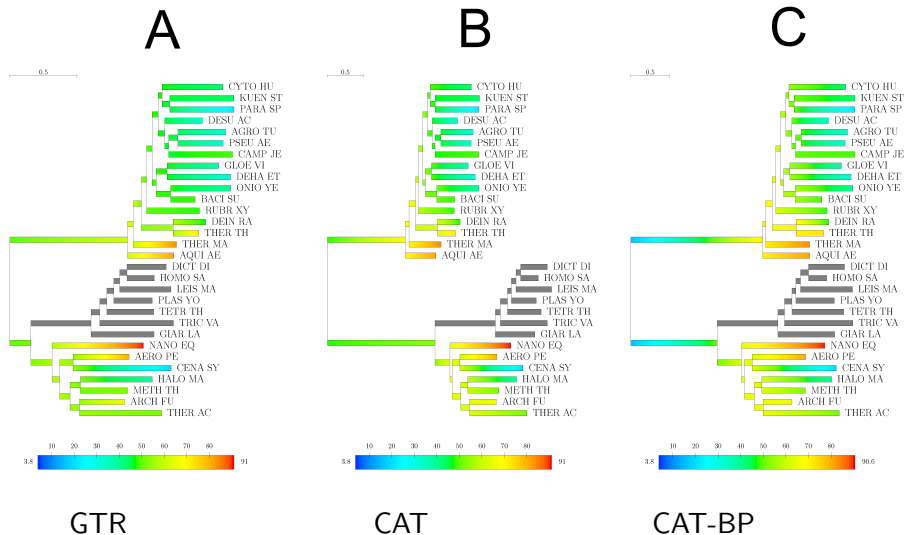 A B C
0.5 0.5 0.5
CYTO HU CYTO HU CYTO HU
KUEN ST KUEN ST KUEN ST
PARA SP PARA SP PARA SP
DESU AC DESU AC DESU AC
AGRO TU AGRO TU AGRO TU
PSEU AE PSEU AE PSEU AE
CAMP JE CAMP JE CAMP JE
GLOE VI GLOE VI GLOE VI
DEHA ET DEHA ET DEHA ET
ONIO YE ONIO YE ONIO YE
BACI SU BACI SU BACI SU
RUBR XY RUBR XY RUBR XY
DEIN RA DEIN RA DEIN RA
THER TH THER TH THER TH
THER MA THER MA THER MA
AQUI AE AQUI AE AQUI AE
DICT DI DICT DI DICT DI
HOMO SA HOMO SA HOMO SA
LEIS MA LEIS MA LEIS MA
PLAS YO PLAS YO PLAS YO
TETR TH TETR TH TETR TH
TRIC VA TRIC VA TRIC VA
GIAR LA GIAR LA GIAR LA
NANO EQ NANO EQ NANO EQ
AERO PE AERO PE AERO PE
CENA SY CENA SY CENA SY
HALO MA HALO MA HALO MA
METH TH METH TH METH TH
ARCH FU ARCH FU ARCH FU
THER AC THER AC THER AC
10 20 30 40 50 60 70 80 10 20 30 40 50 60 70 80 10 20 30 40 50 60 70 80
3.8 91 3.8 91 3.8 90.6
GTR CAT CAT-BP